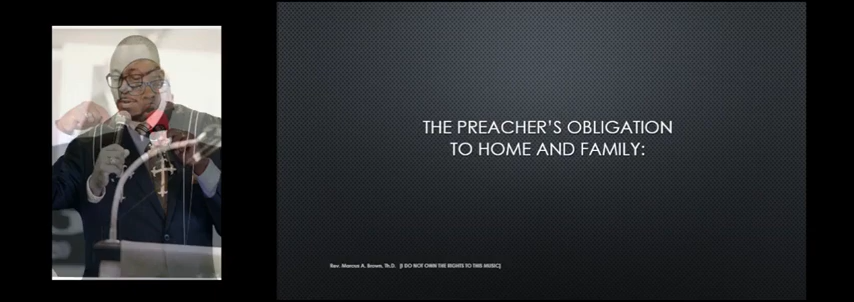 THE PREACHER'S OBLIGATION
TO HOME AND FAMILY:
Rev. Marcus A. Brown, Th.D. [I DO NOT OWN THE RIGHTS TO THIS MUSIC]